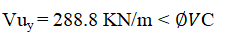 Vu𝑦 = 288.8 KN/m < ∅𝑉C